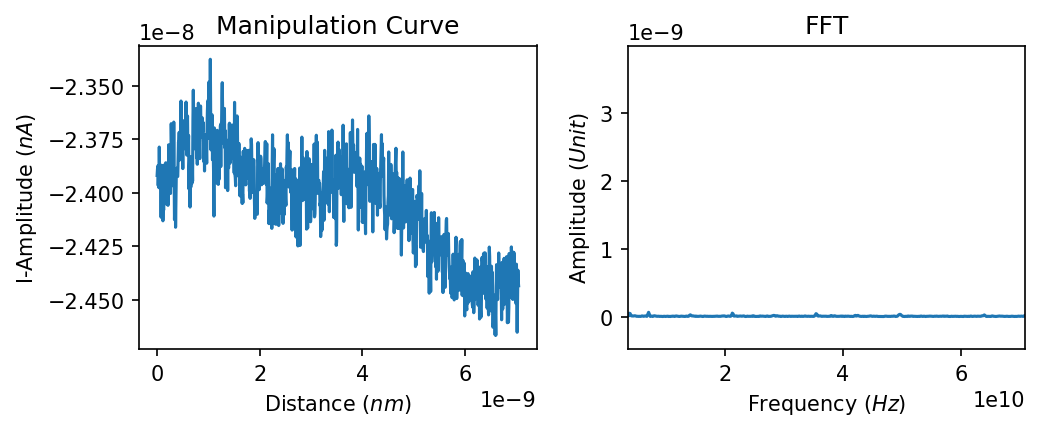 Manipulation Curve
1e−8
−2.350
−2.375
−2.400
−2.425
−2.450
I-Amplitude (nA)
0
2
4
6
1e−9
Distance (nm)
FFT
1e−9
3
2
1
0
Amplitude (Unit)
2
4
6
1e10
Frequency (Hz)